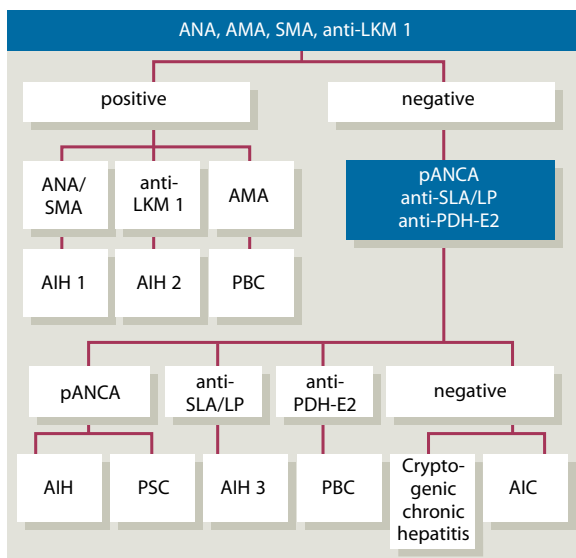 ANA, AMA, SMA, anti-LKM 1
positive
negative
ANA/
SMA
anti-
LKM 1
AMA
pANCA
anti-SLA/LP
anti-PDH-E2
AIH 1
AIH 2
PBC
pANCA
anti-
SLA/LP
anti-
PDH-E2
negative
AIH
PSC
AIH 3
PBC
Crypto-
genic
chronic
hepatitis
AIC